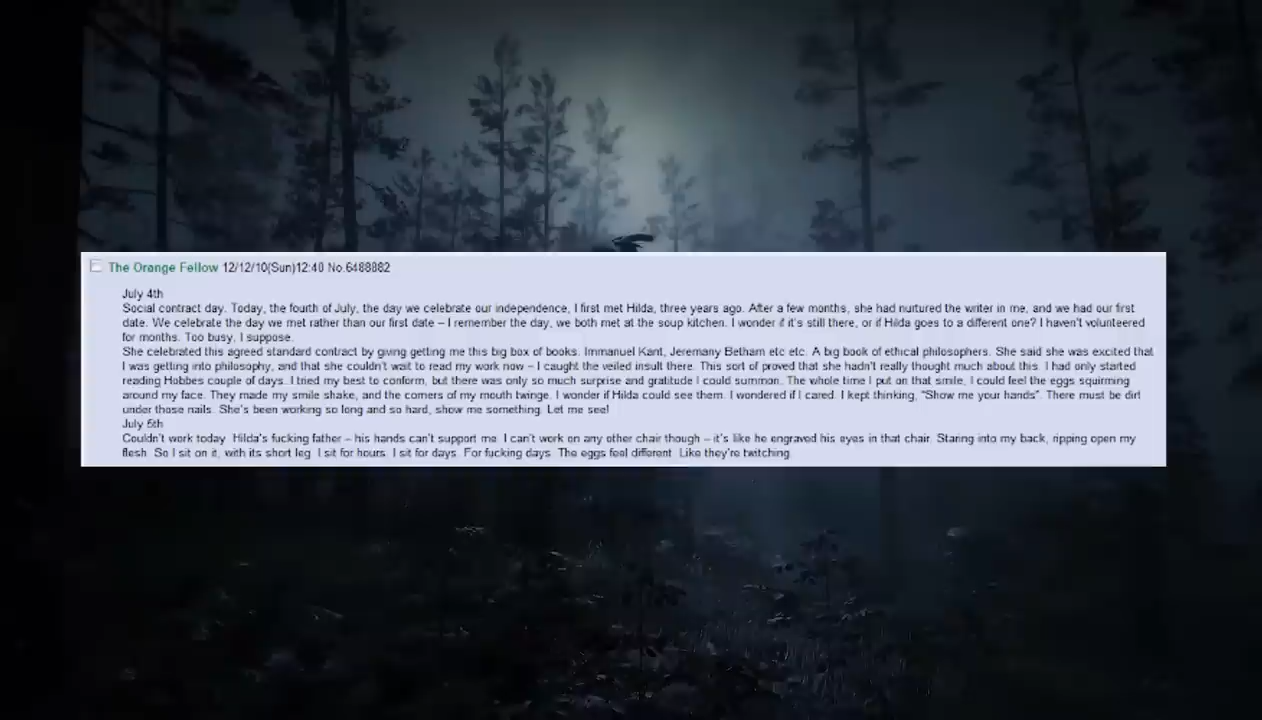 The Orange Fellow 12/12/10(Sun)12:40 No.6488882
July 4th
Social contract day. Today, the fourth of July, the day we celebrate our independence, I first met Hilda, three years ago. After a few months, she had nurtured the writer in me, and we had our first
date. We celebrate the day we met rather than our first date – I remember the day, we both met at the soup kitchen. I wonder if it's still there, or if Hilda goes to a different one? I haven't volunteered
for months. Too busy, I suppose.
She celebrated this agreed standard contract by giving getting me this big box of books. Immanuel Kant, Jeremany Betham etc etc. A big book of ethical philosophers. She said she was excited that
I was getting into philosophy, and that she couldn't wait to read my work now – I caught the veiled insult there. This sort of proved that she hadn't really thought much about this. I had only started
reading Hobbes couple of days. I tried my best to conform, but there was only so much surprise and gratitude I could summon. The whole time I put on that smile, I could feel the eggs squirming
around my face. They made my smile shake, and the corners of my mouth twinge. I wonder if Hilda could see them. I wondered if I cared. I kept thinking, "Show me your hands". There must be dirt
under those nails. She's been working so long and so hard, show me something. Let me see!
July 5th
Couldn't work today. Hilda's fucking father – his hands can't support me. I can't work on any other chair though – it's like he engraved his eyes in that chair. Staring into my back, ripping open my
flesh. So I sit on it, with its short leg. I sit for hours. I sit for days. For fucking days. The eggs feel different. Like they're twitching.